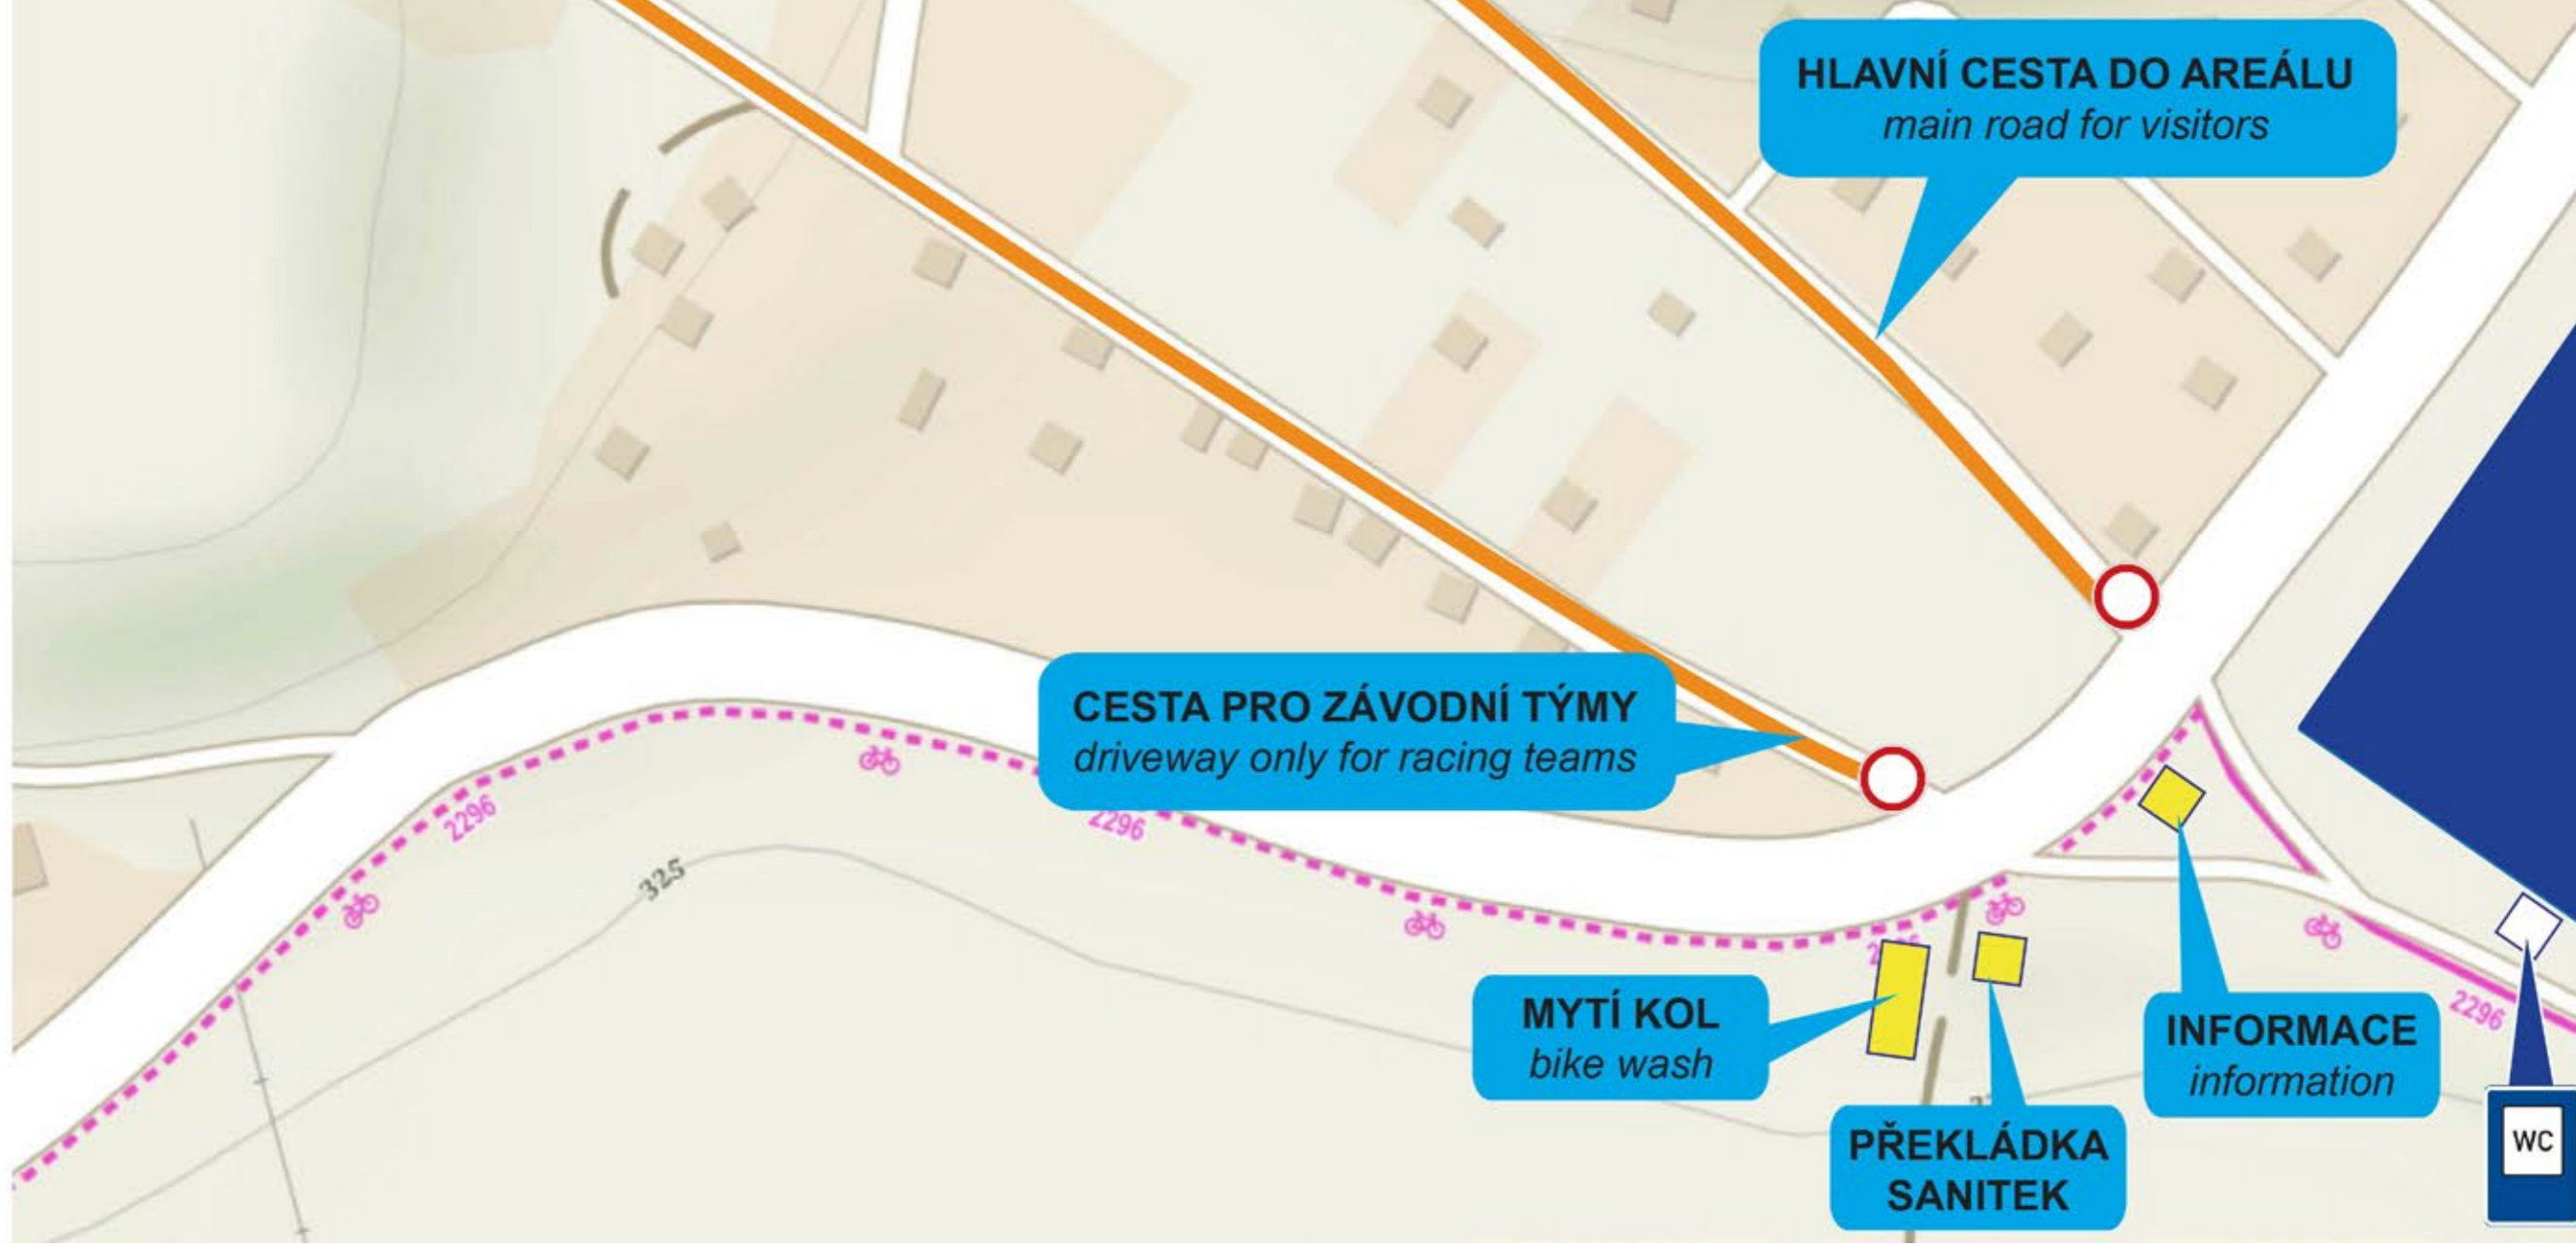 HLAVNÍ CESTA DO AREÁLU
main road for visitors
CESTA PRO ZÁVODNÍ TÝMY
driveway only for racing teams
2296
2296
325
MYTÍ KOL
bike wash
INFORMACE
information
2296
PŘEKLÁDKA
SANITEK
WC